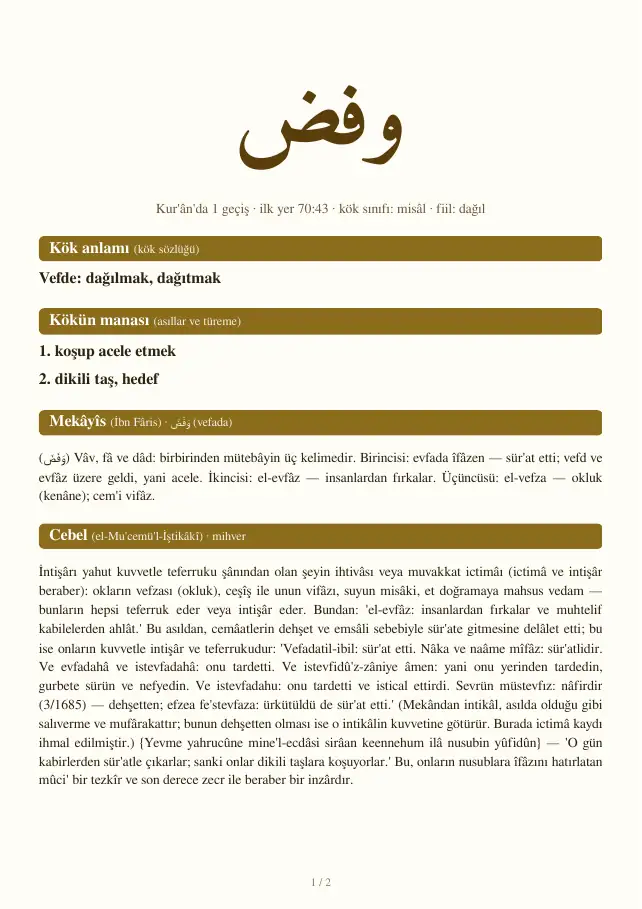 وفض
Kur'ân'da 1 geçiş · ilk yer 70:43 · kök sınıfı: misâl · fiil: dağıl
Kök anlamı (kök sözlüğü)
Vefde: dağılmak, dağıtmak
Kökün manası (asıllar ve türeme)
1. koşup acele etmek
2. dikili taş, hedef
Mekâyîs (İbn Fâris) · وَفَضَ (vefada)
(وَفَضَ) Vâv, fâ ve dâd: birbirinden mütebâyin üç kelimedir. Birincisi: evfada îfâzen — sür'at etti; vefd ve
evfâz üzere geldi, yani acele. İkincisi: el-evfâz — insanlardan fırkalar. Üçüncüsü: el-vefza — okluk
(kenâne); cem'i vifâz.
Cebel (el-Mu'cemü'l-İştikâkî) · mihver
İntişârı yahut kuvvetle teferruku şânından olan şeyin ihtivâsı veya muvakkat ictimâı (ictimâ ve intişâr
beraber): okların vefzası (okluk), ceşîş ile unun vifâzı, suyun misâki, et doğramaya mahsus vedam —
bunların hepsi teferruk eder veya intişâr eder. Bundan: 'el-evfâz: insanlardan fırkalar ve muhtelif
kabilelerden ahlât.' Bu asıldan, cemâatlerin dehşet ve emsâli sebebiyle sür'ate gitmesine delâlet etti; bu
ise onların kuvvetle intişâr ve teferrukudur: 'Vefadatil-ibil: sür'at etti. Nâka ve naâme mîfâz: sür'atlidir.
Ve evfadahâ ve istevfadahâ: onu tardetti. Ve istevfidû'z-zâniye âmen: yani onu yerinden tardedin,
gurbete sürün ve nefyedin. Ve istevfadahu: onu tardetti ve istical ettirdi. Sevrün müstevfız: nâfirdir
(3/1685) — dehşetten; efzea fe'stevfaza: ürkütüldü de sür'at etti.' (Mekândan intikâl, asılda olduğu gibi
salıverme ve mufârakattır; bunun dehşetten olması ise o intikâlin kuvvetine götürür. Burada ictimâ kaydı
ihmal edilmiştir.) {Yevme yahrucûne mine'l-ecdâsi sirâan keennehum ilâ nusubin yûfidûn} — 'O gün
kabirlerden sür'atle çıkarlar; sanki onlar dikili taşlara koşuyorlar.' Bu, onların nusublara îfâzını hatırlatan
mûci' bir tezkîr ve son derece zecr ile beraber bir inzârdır.
1 / 2